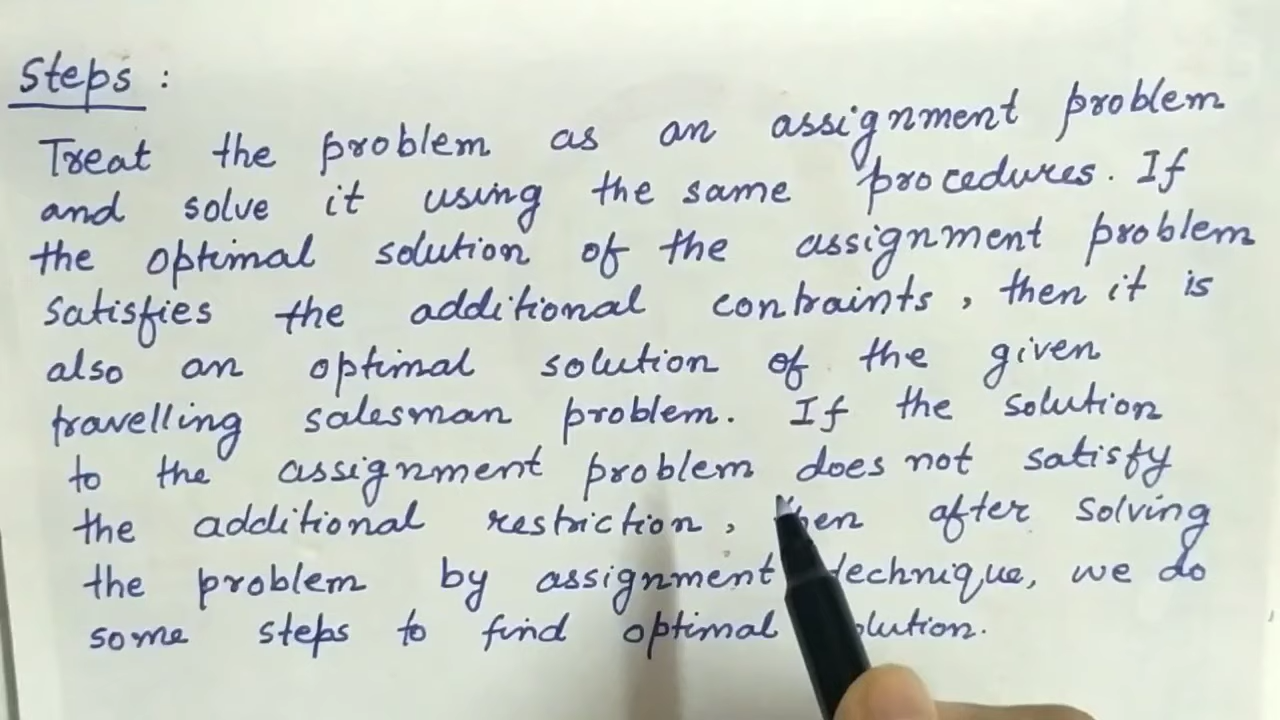 Steps :
Treat the problem as an assignment problem
and solve it using the same procedures. If
the optimal solution of the assignment problem
satisfies the additional contraints, then it is
also an optimal solution of the given
travelling salesman problem. If the solution
to the assignment problem does not satisfy
the additional restriction, then after solving
the problem by assignment technique, we do
some steps to find optimal solution.